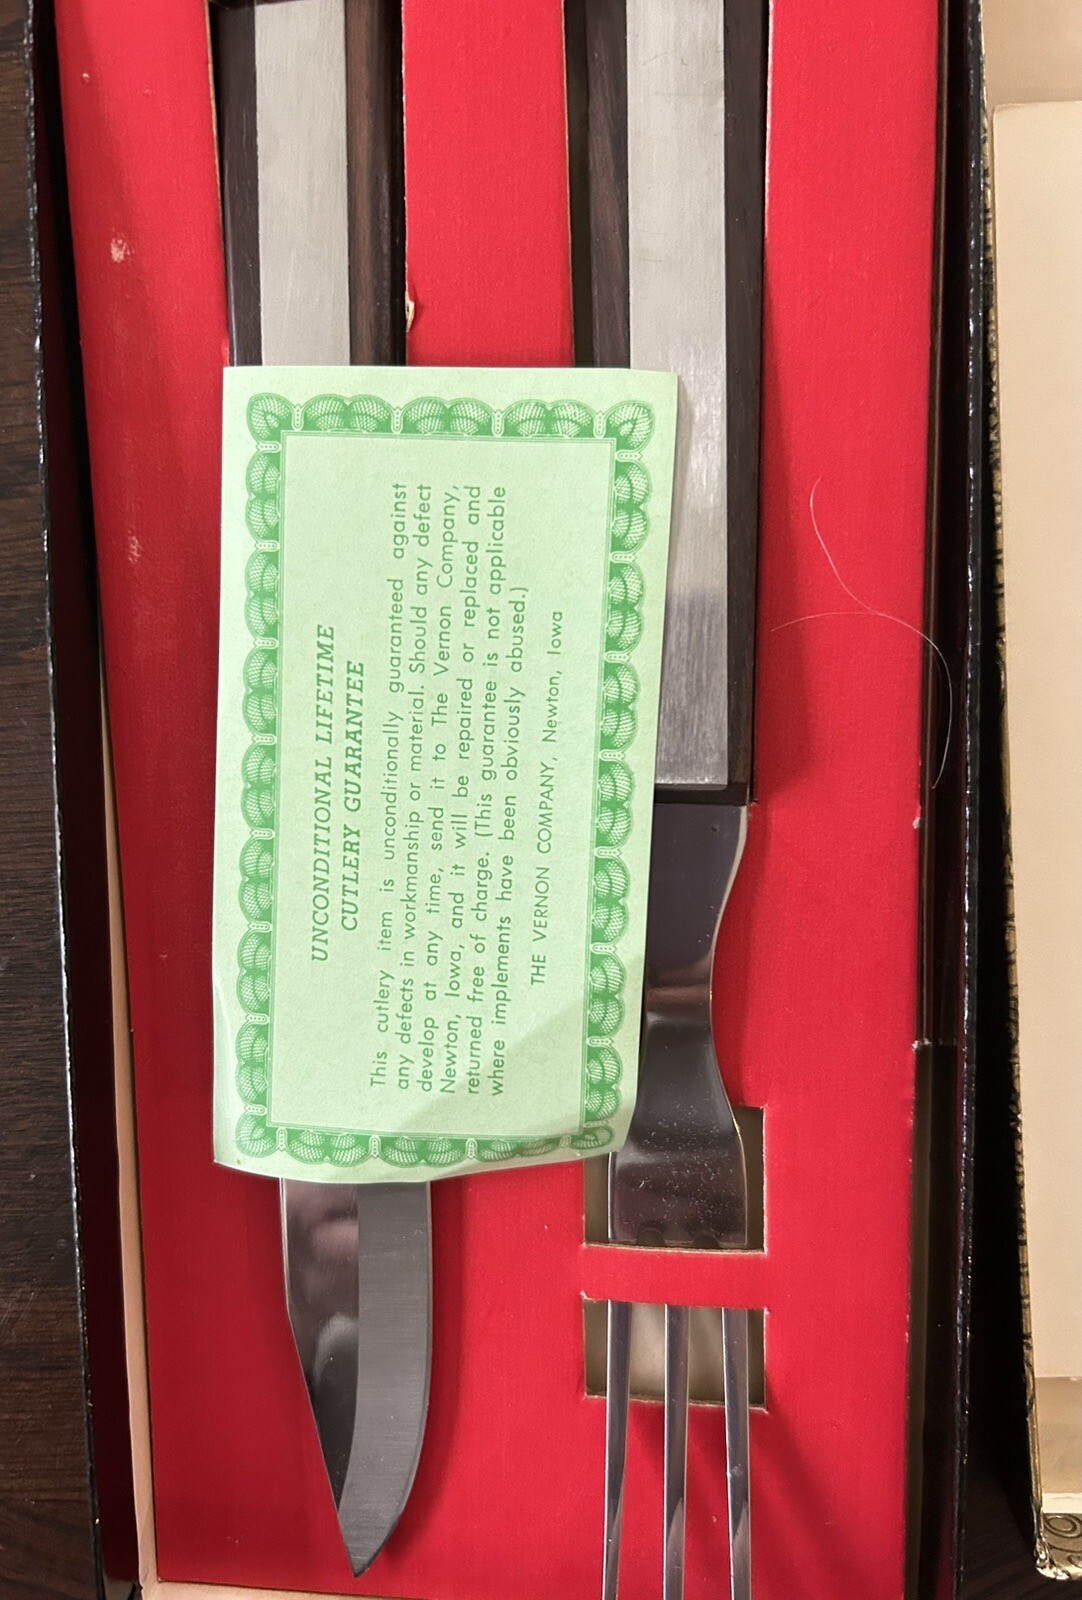 UNCONDITIONAL LIFETIME
CUTLERY GUARANTEE
This cutlery item is unconditionally guaranteed against
any defects in workmanship or material. Should any defect
develop at any time, send it to The Vernon Company,
Newton, Iowa, and it will be repaired or replaced and
returned free of charge. (This guarantee is not applicable
where implements have been obviously abused.)
THE VERNON COMPANY, Newton, Iowa